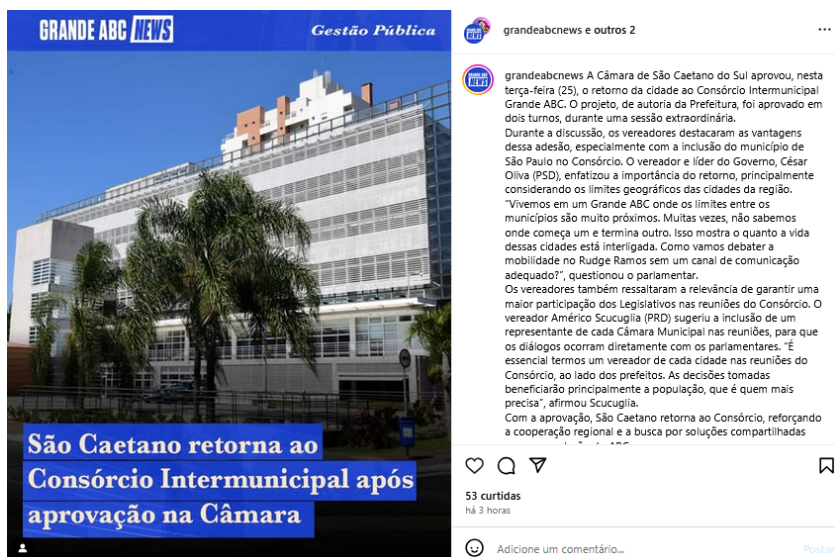 GRANDE ABC NEWS
Gestão Pública
São Caetano retorna ao
Consórcio Intermunicipal após
aprovação na Câmara
grandeabcnews e outros 2
grandeabcnews A Câmara de São Caetano do Sul aprovou, nesta
terça-feira (25), o retorno da cidade ao Consórcio Intermunicipal
Grande ABC. O projeto, de autoria da Prefeitura, foi aprovado em
dois turnos, durante uma sessão extraordinária.
Durante a discussão, os vereadores destacaram as vantagens
dessa adesão, especialmente com a inclusão do município de
São Paulo no Consórcio. O vereador e líder do Governo, César
Oliva (PSD), enfatizou a importância do retorno, principalmente
considerando os limites geográficos das cidades da região.
"Vivemos em um Grande ABC onde os limites entre os
municípios são muito próximos. Muitas vezes, não sabemos
onde começa um e termina outro. Isso mostra o quanto a vida
dessas cidades está interligada. Como vamos debater a
mobilidade no Rudge Ramos sem um canal de comunicação
adequado?", questionou o parlamentar.
Os vereadores também ressaltaram a relevância de garantir uma
maior participação dos Legislativos nas reuniões do Consórcio. O
vereador Américo Scucuglia (PRD) sugeriu a inclusão de um
representante de cada Câmara Municipal nas reuniões, para que
os diálogos ocorram diretamente com os parlamentares. "É
essencial termos um vereador de cada cidade nas reuniões do
Consórcio, ao lado dos prefeitos. As decisões tomadas
beneficiarão principalmente a população, que é quem mais
precisa", afirmou Scucuglia.
Com a aprovação, São Caetano retorna ao Consórcio, reforçando
a cooperação regional e a busca por soluções compartilhadas
53 curtidas
há 3 horas
Adicione um comentário...
Postar